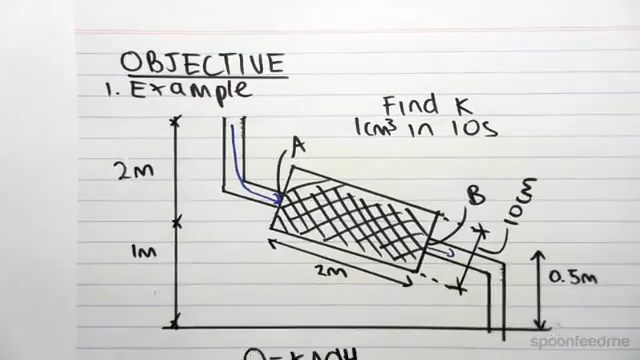 OBJECTIVE
1. Example
Find K
1cm³ in 10s
A
2m
B
10cm
1m
2m
0.5m
spoonfeedme